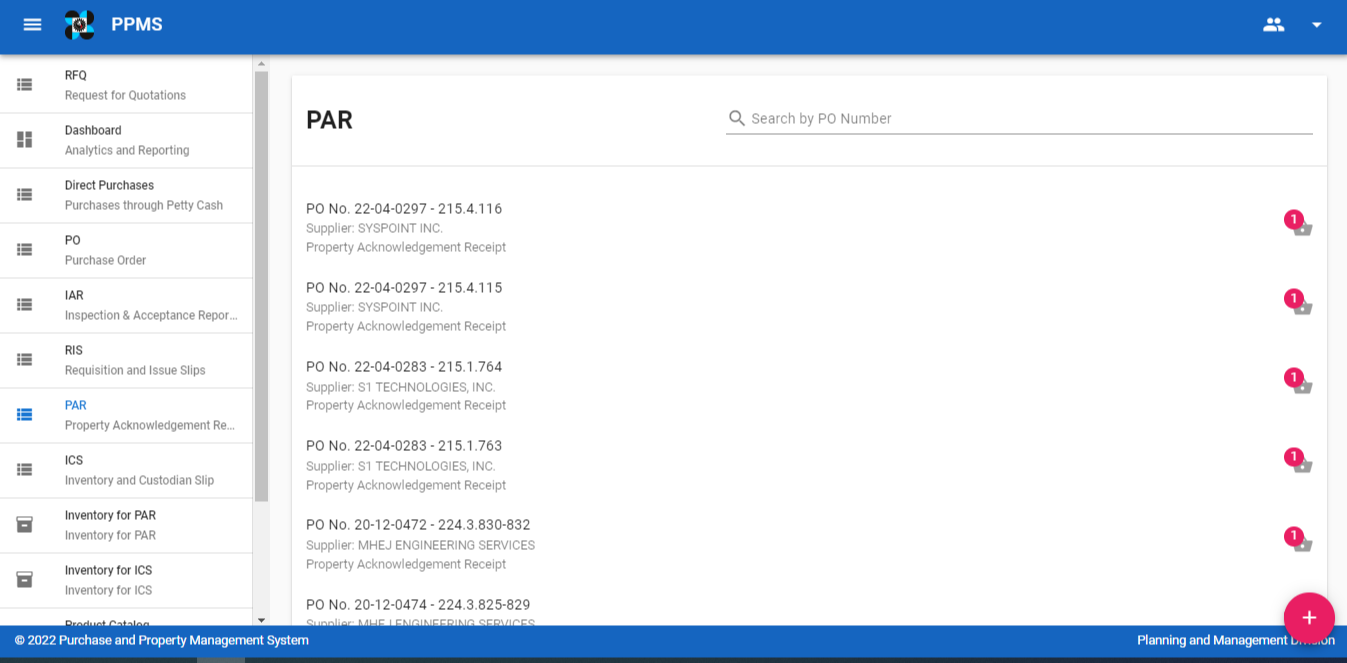 PPMS
RFQ
Request for Quotations
Dashboard
Analytics and Reporting
Direct Purchases
Purchases through Petty Cash
PO
Purchase Order
IAR
Inspection & Acceptance Repor...
RIS
Requisition and Issue Slips
PAR
Property Acknowledgement Re...
ICS
Inventory and Custodian Slip
Inventory for PAR
Inventory for PAR
Inventory for ICS
Inventory for ICS
Product Catalog
PAR
Search by PO Number
PO No. 22-04-0297 - 215.4.116
Supplier: SYSPOINT INC.
Property Acknowledgement Receipt
1
PO No. 22-04-0297 - 215.4.115
Supplier: SYSPOINT INC.
Property Acknowledgement Receipt
1
PO No. 22-04-0283 - 215.1.764
Supplier: S1 TECHNOLOGIES, INC.
Property Acknowledgement Receipt
1
PO No. 22-04-0283 - 215.1.763
Supplier: S1 TECHNOLOGIES, INC.
Property Acknowledgement Receipt
1
PO No. 20-12-0472 - 224.3.830-832
Supplier: MHEJ ENGINEERING SERVICES
Property Acknowledgement Receipt
1
PO No. 20-12-0474 - 224.3.825-829
Supplier: MHEJ ENGINEERING SERVICES
+
© 2022 Purchase and Property Management System
Planning and Management Division